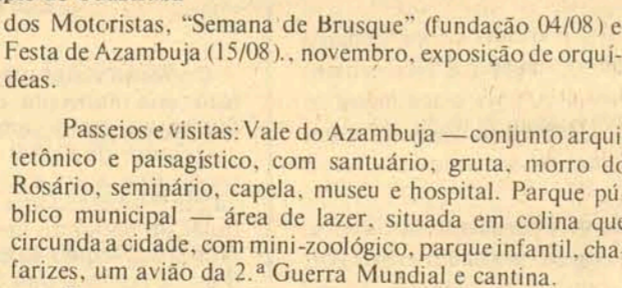 dos Motoristas, “Semana de Brusque” (fundação 04/08) e
Festa de Azambuja (15/08)., novembro, exposição de orquí-
deas.
Passeios e visitas: Vale do Azambuja — conjunto arqui
tetônico e paisagístico, com santuário, gruta, morro do
Rosário, seminário, capela, museu e hospital. Parque pú
blico municipal — área de lazer, situada em colina que
circunda a cidade, com mini-zoológico, parque infantil, cha-
farizes, um avião da 2.ª Guerra Mundial e cantina.